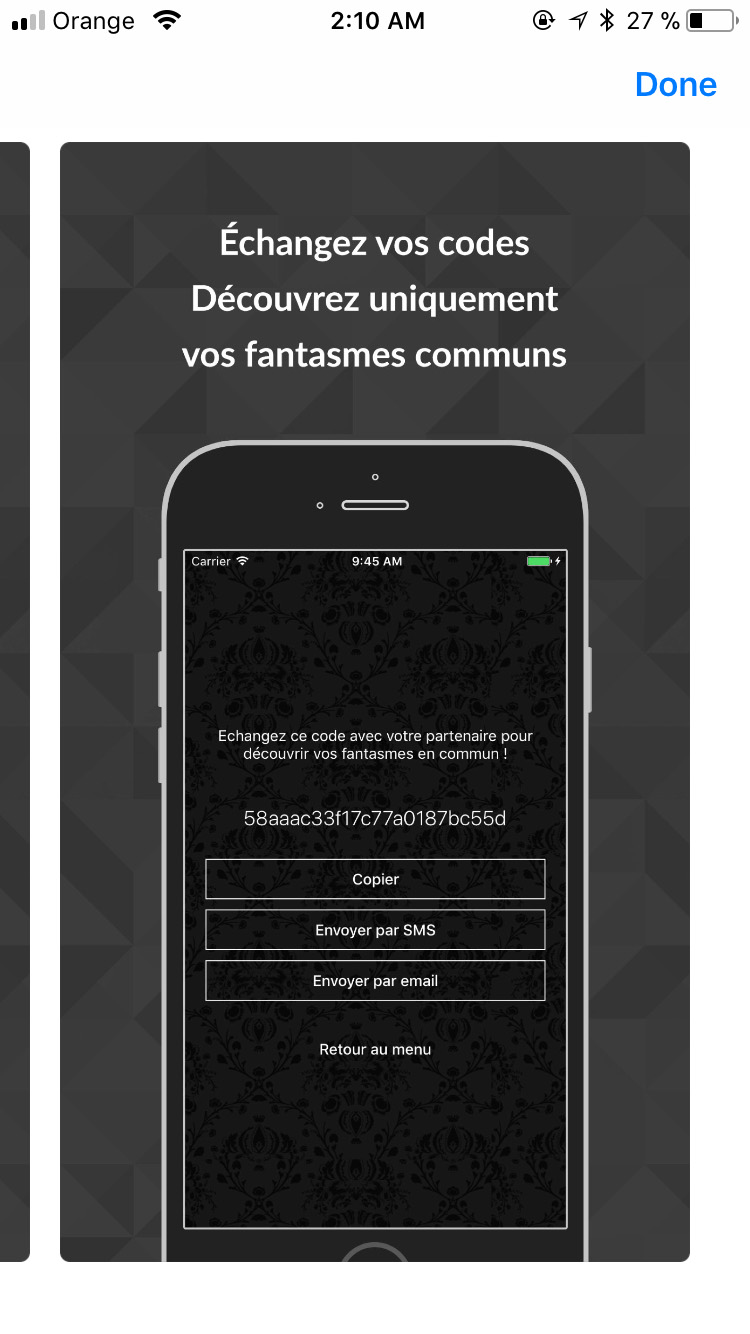 Orange 2:10 AM 27 %
Done
Échangez vos codes
Découvrez uniquement
vos fantasmes communs
Carrier 9:45 AM
Echangez ce code avec votre partenaire pour
découvrir vos fantasmes en commun !
58aaac33f17c77a0187bc55d
Copier
Envoyer par SMS
Envoyer par email
Retour au menu